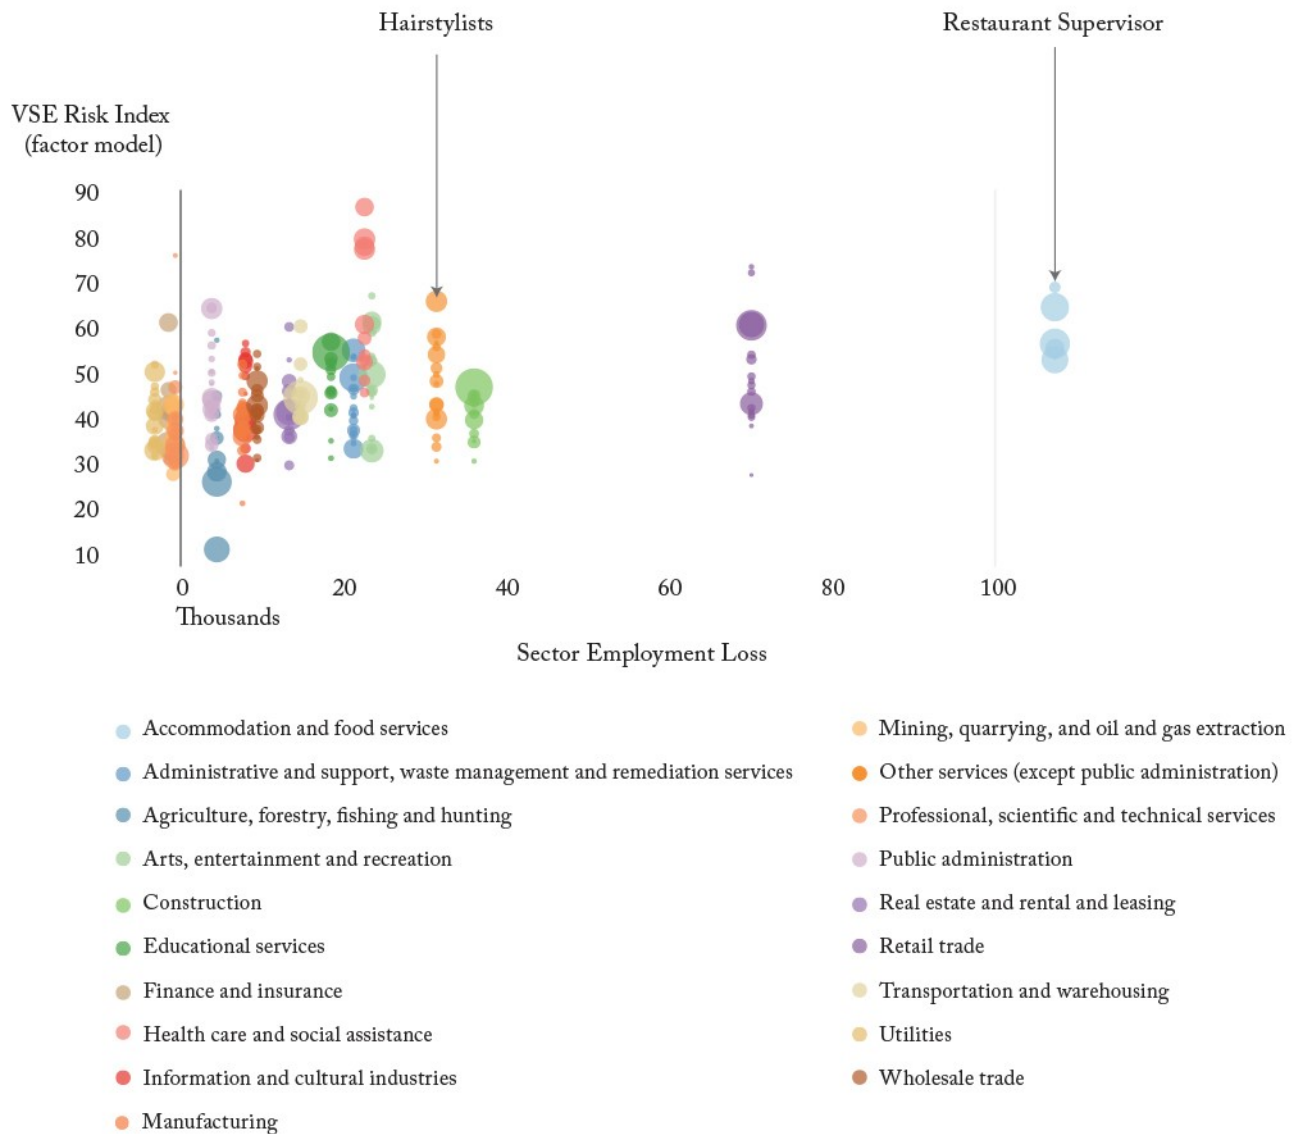 Hairstylists
Restaurant Supervisor
VSE Risk Index
(factor model)
90
80
70
60
50
40
30
20
10
0
20
40
60
80
100
Thousands
Sector Employment Loss
Accommodation and food services
Administrative and support, waste management and remediation services
Agriculture, forestry, fishing and hunting
Arts, entertainment and recreation
Construction
Educational services
Finance and insurance
Health care and social assistance
Information and cultural industries
Manufacturing
Mining, quarrying, and oil and gas extraction
Other services (except public administration)
Professional, scientific and technical services
Public administration
Real estate and rental and leasing
Retail trade
Transportation and warehousing
Utilities
Wholesale trade